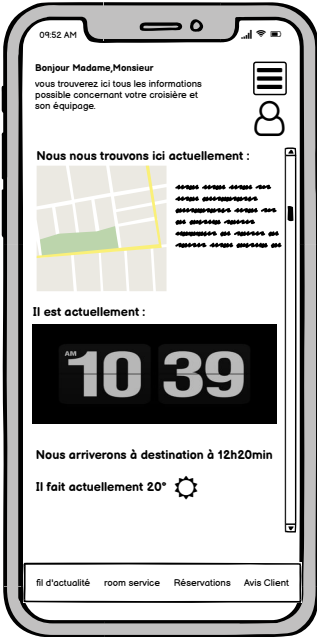 09:52 AM
Bonjour Madame,Monsieur
vous trouverez ici tous les informations
possible concernant votre croisière et
son équipage.
Nous nous trouvons ici actuellement :
Il est actuellement :
AM
10 39
Nous arriverons à destination à 12h20min
Il fait actuellement 20°
fil d'actualité room service Réservations Avis Client